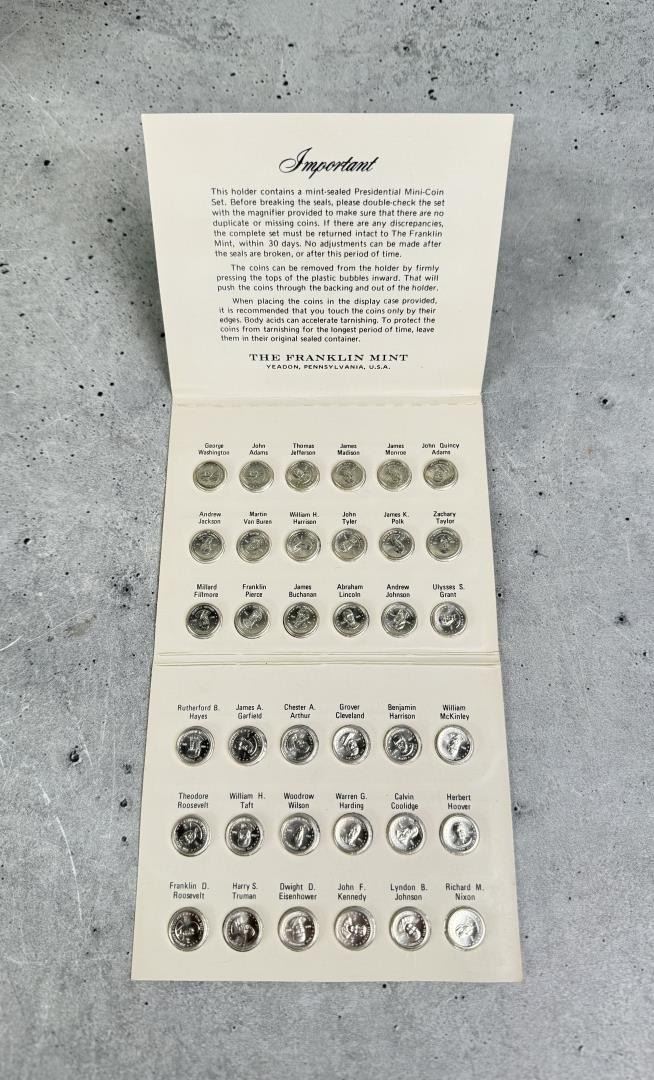 Important
This holder contains a mint-sealed Presidential Mini-Coin
Set. Before breaking the seals, please double-check the set
with the magnifier provided to make sure that there are no
duplicate or missing coins. If there are any discrepancies,
the complete set must be returned intact to The Franklin
Mint, within 30 days. No adjustments can be made after
the seals are broken, or after this period of time.
The coins can be removed from the holder by firmly
pressing the tops of the plastic bubbles inward. That will
push the coins through the backing and out of the holder.
When placing the coins in the display case provided,
it is recommended that you touch the coins only by their
edges. Body acids can accelerate tarnishing. To protect the
coins from tarnishing for the longest period of time, leave
them in their original sealed container.
THE FRANKLIN MINT
YEADON, PENNSYLVANIA, U.S.A.
George John Thomas James James John Quincy
Washington Adams Jefferson Madison Monroe Adams
Andrew Martin William H. John James K. Zachary
Jackson Van Buren Harrison Tyler Polk Taylor
Millard Franklin James Abraham Andrew Ulysses S.
Fillmore Pierce Buchanan Lincoln Johnson Grant
Rutherford B. James A. Chester A. Grover Benjamin William
Hayes Garfield Arthur Cleveland Harrison McKinley
Theodore William H. Woodrow Warren G. Calvin Herbert
Roosevelt Taft Wilson Harding Coolidge Hoover
Franklin D. Harry S. Dwight D. John F. Lyndon B. Richard M.
Roosevelt Truman Eisenhower Kennedy Johnson Nixon